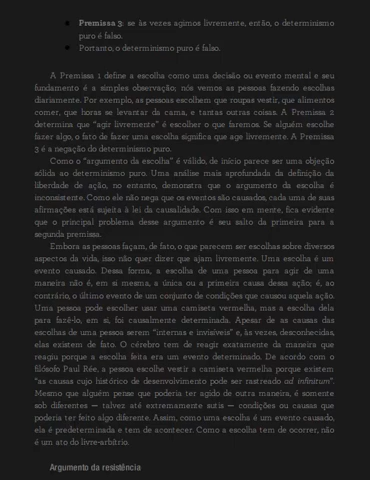 ● Premissa 3: se às vezes agimos livremente, então, o determinismo
puro é falso.
● Portanto, o determinismo puro é falso.
A Premissa 1 define a escolha como uma decisão ou evento mental e seu
fundamento é a simples observação; nós vemos as pessoas fazendo escolhas
diariamente. Por exemplo, as pessoas escolhem que roupas vestir, que alimentos
comer, que horas se levantar da cama, e tantas outras coisas. A Premissa 2
determina que “agir livremente” é escolher o que faremos. Se alguém escolhe
fazer algo, o fato de fazer uma escolha significa que age livremente. A Premissa
3 é a negação do determinismo puro.
Como o “argumento da escolha” é válido, de início parece ser uma objeção
sólida ao determinismo puro. Uma análise mais aprofundada da definição da
liberdade de ação, no entanto, demonstra que o argumento da escolha é
inconsistente. Como ele não nega que os eventos são causados, cada uma de suas
afirmações está sujeita à lei da causalidade. Com isso em mente, fica evidente
que o principal problema desse argumento é seu salto da primeira para a
segunda premissa.
Embora as pessoas façam, de fato, o que parecem ser escolhas sobre diversos
aspectos da vida, isso não quer dizer que ajam livremente. Uma escolha é um
evento causado. Dessa forma, a escolha de uma pessoa para agir de uma
maneira não é, em si mesma, a única ou a primeira causa dessa ação; é, ao
contrário, o último evento de um conjunto de condições que causou aquela ação.
Uma pessoa pode escolher usar uma camiseta vermelha, mas a escolha dela
para fazê-lo, em si, foi causalmente determinada. Apesar de as causas das
escolhas de uma pessoa serem “internas e invisíveis” e, às vezes, desconhecidas,
elas existem de fato. O cérebro tem de reagir exatamente da maneira que
reagiu porque a escolha feita era um evento determinado. De acordo com o
filósofo Paul Rée, a pessoa escolhe vestir a camiseta vermelha porque existem
“as causas cujo histórico de desenvolvimento pode ser rastreado ad infinitum”.
Mesmo que alguém pense que poderia ter agido de outra maneira, é somente
sob diferentes — talvez até extremamente sutis — condições ou causas que
poderia ter feito algo diferente. Assim, como uma escolha é um evento causado,
ela é predeterminada e tem de acontecer. Como a escolha tem de ocorrer, não
é um ato do livre-arbítrio.
Argumento da resistência